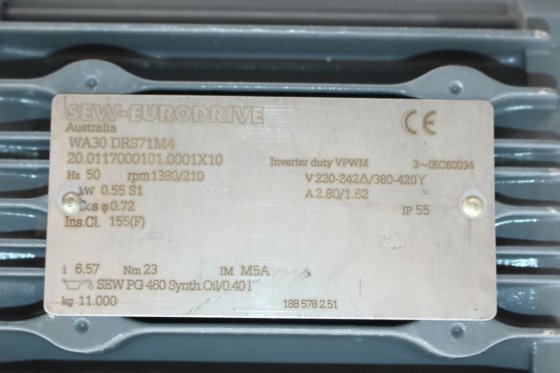 SEW-EURODRIVE
Australia
WA30 DRS71M4
20.0117000101.0001X10 Inverter duty VPWM 3~IEC60034
Hz 50 rpm 1380/210 V 220-242Δ/380-420Y
kW 0.55 S1 A 2.80/1.62
Cos φ 0.72 IP 55
Ins.Cl. 155(F)
i 6.57 Nm 23 IM M5A
SEW PG 460 Synth.Oil/0.40 l
kg 11.000 188 578 2.51
CE